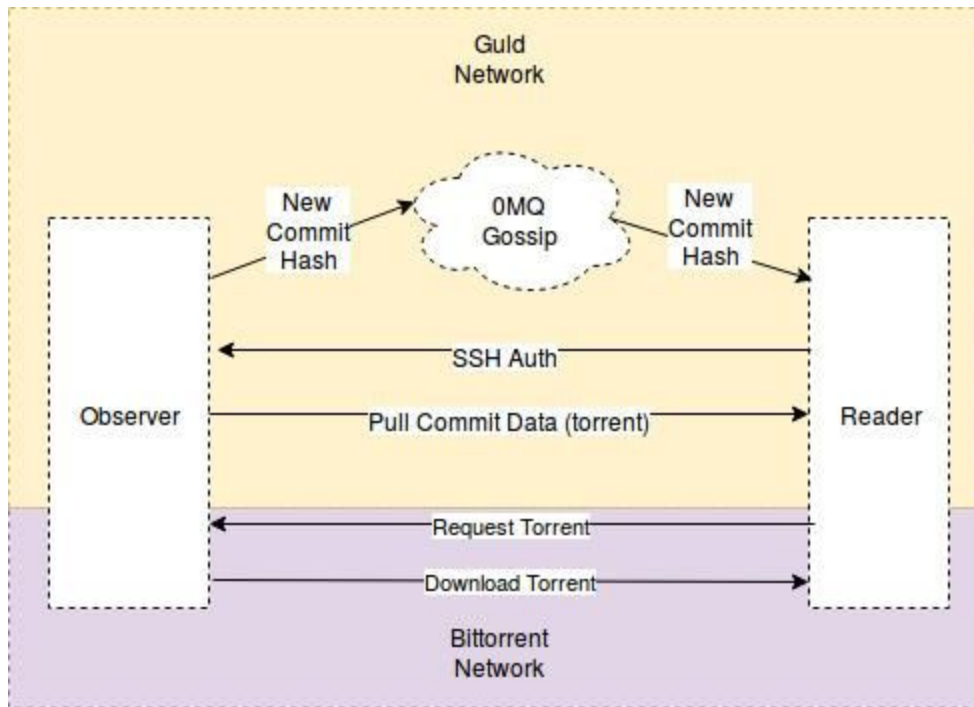 Guld
Network
New
Commit
Hash
0MQ
Gossip
New
Commit
Hash
SSH Auth
Observer
Pull Commit Data (torrent)
Reader
Request Torrent
Download Torrent
Bittorrent
Network